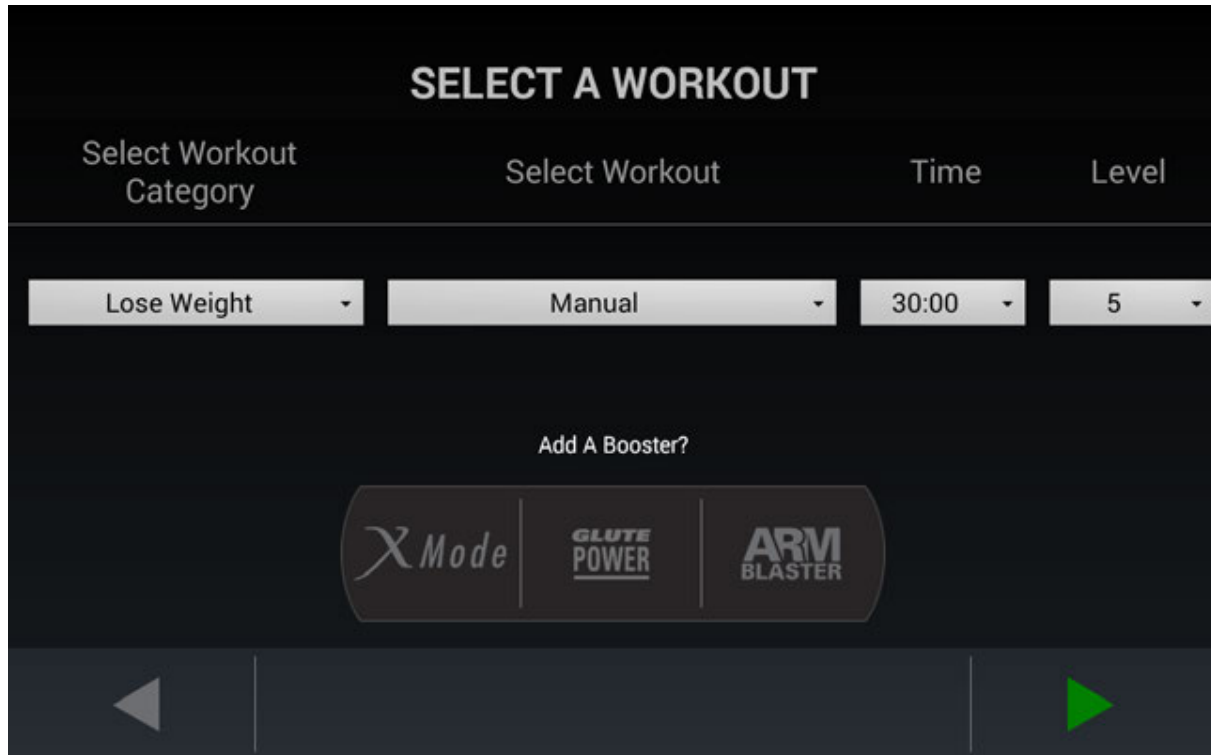 SELECT A WORKOUT
Select Workout
Category
Select Workout
Time
Level
Lose Weight
Manual
30:00
5
Add A Booster?
X Mode
GLUTE
POWER
ARM
BLASTER